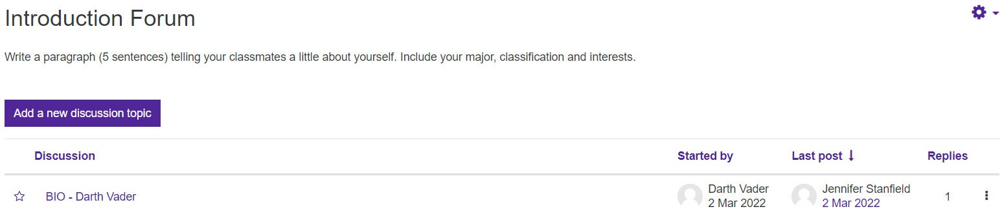 Introduction Forum
Write a paragraph (5 sentences) telling your classmates a little about yourself. Include your major, classification and interests.
Add a new discussion topic
Discussion Started by Last post ↓ Replies
BIO - Darth Vader Darth Vader Jennifer Stanfield 1
2 Mar 2022 2 Mar 2022